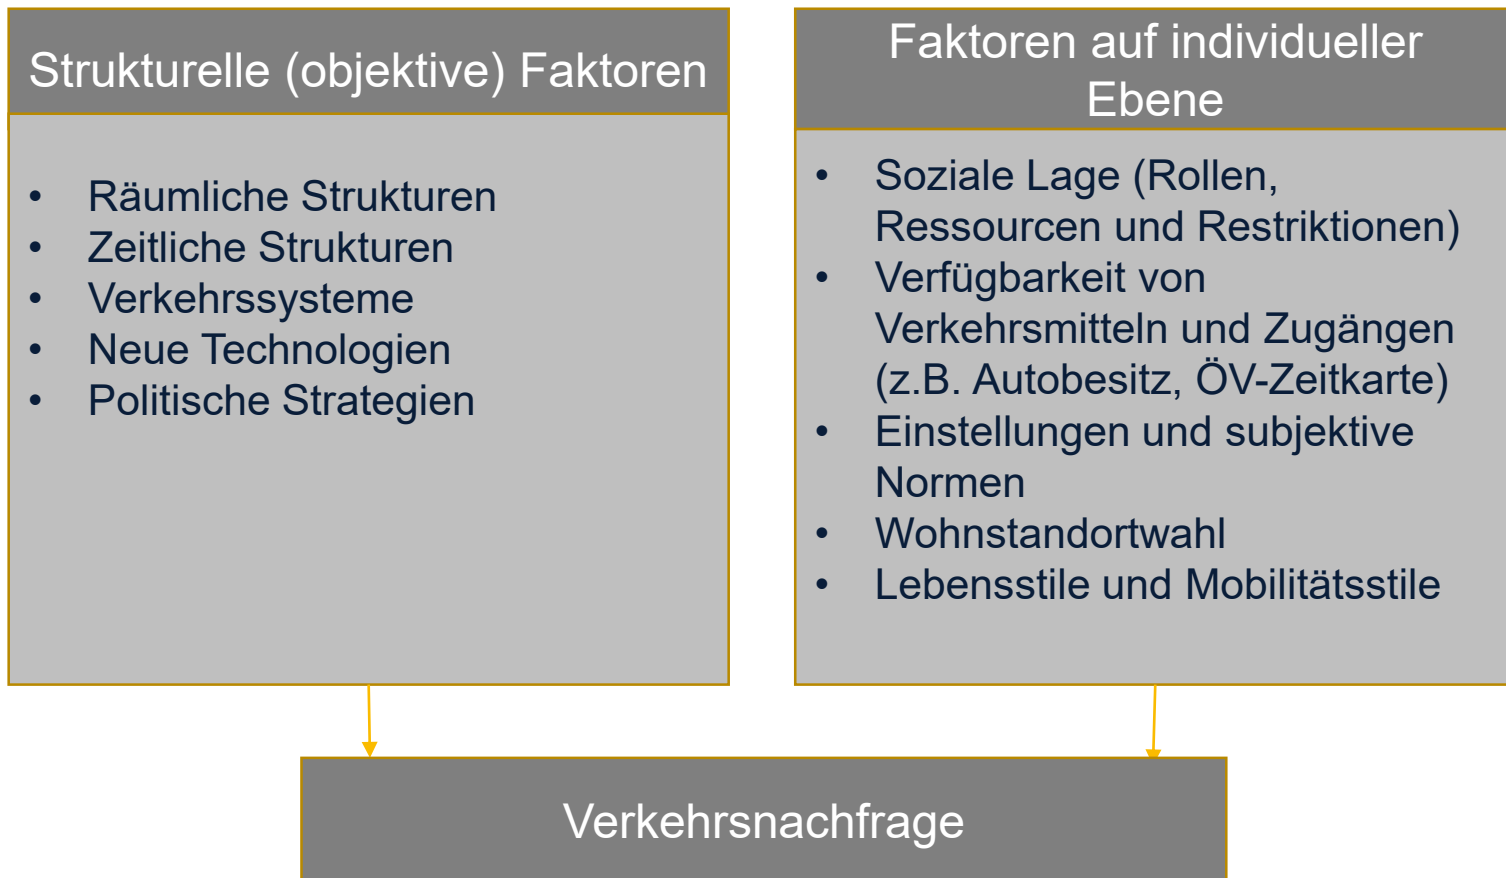 Strukturelle (objektive) Faktoren
• Räumliche Strukturen
• Zeitliche Strukturen
• Verkehrssysteme
• Neue Technologien
• Politische Strategien
Faktoren auf individueller
Ebene
• Soziale Lage (Rollen,
Ressourcen und Restriktionen)
• Verfügbarkeit von
Verkehrsmitteln und Zugängen
(z.B. Autobesitz, ÖV-Zeitkarte)
• Einstellungen und subjektive
Normen
• Wohnstandortwahl
• Lebensstile und Mobilitätsstile
Verkehrsnachfrage